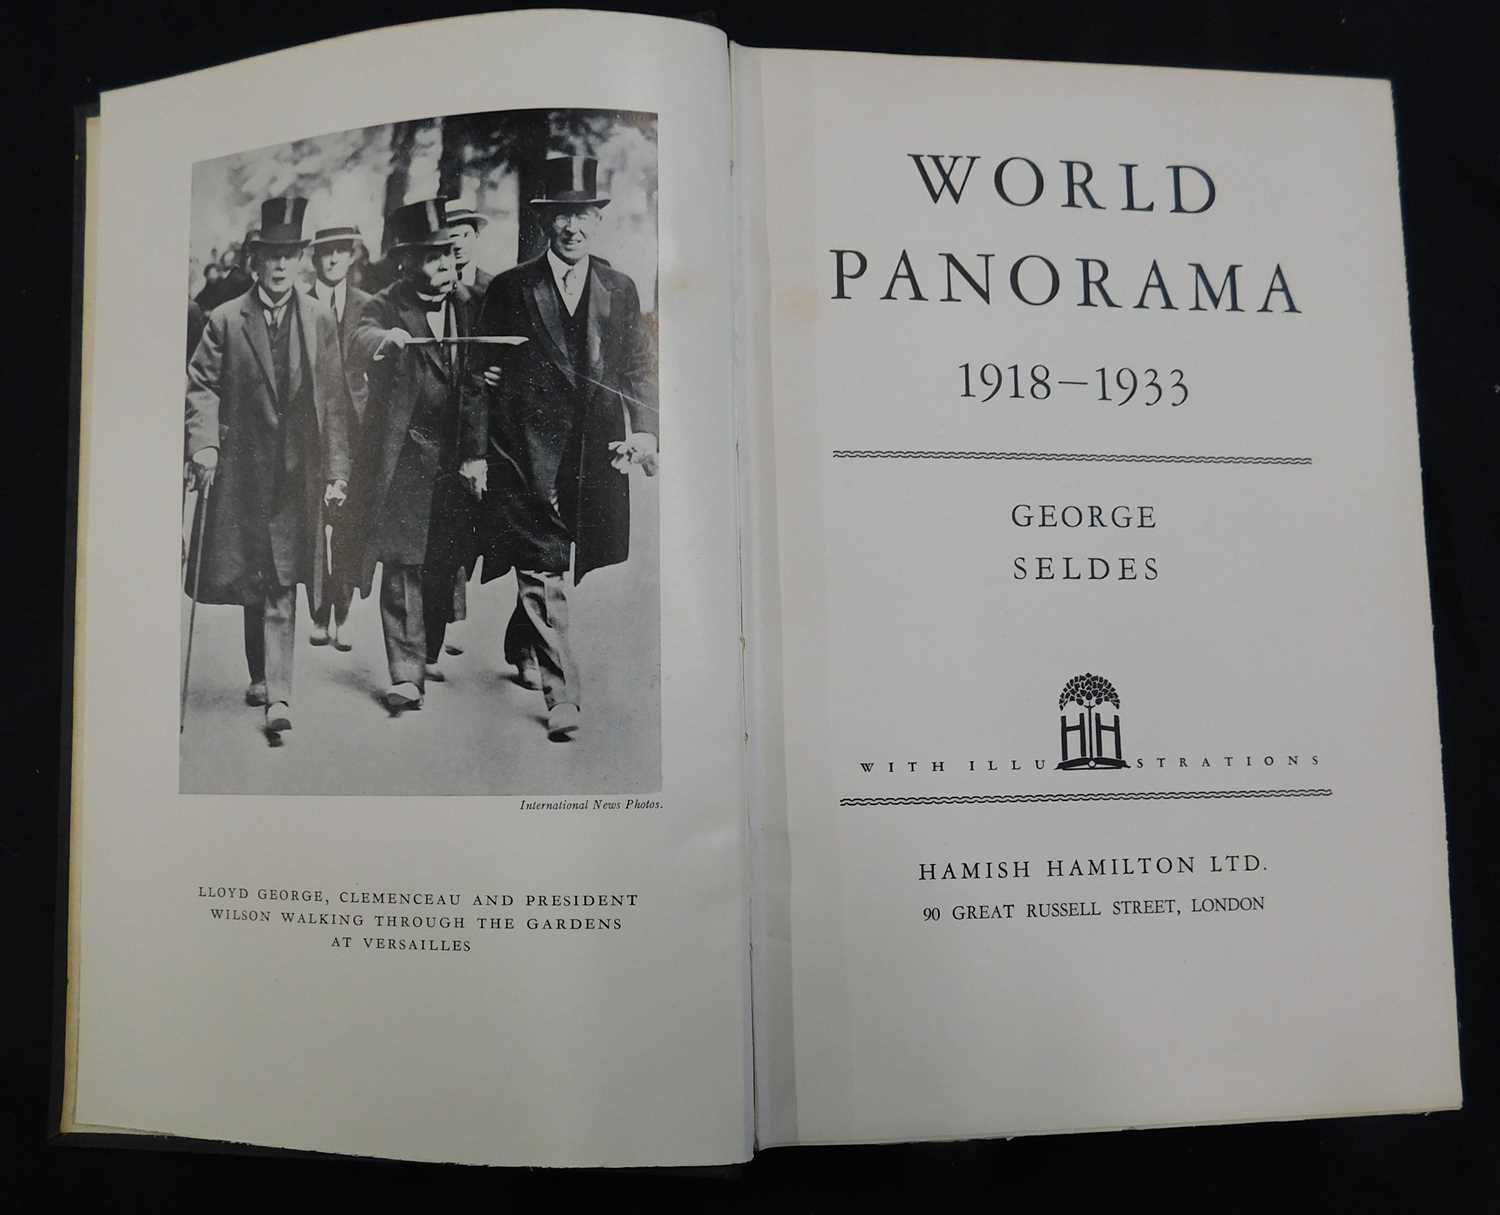 International News Photos.
LLOYD GEORGE, CLEMENCEAU AND PRESIDENT
WILSON WALKING THROUGH THE GARDENS
AT VERSAILLES
WORLD
PANORAMA
1918–1933
GEORGE
SELDES
HH
WITH ILLUSTRATIONS
HAMISH HAMILTON LTD.
90 GREAT RUSSELL STREET, LONDON